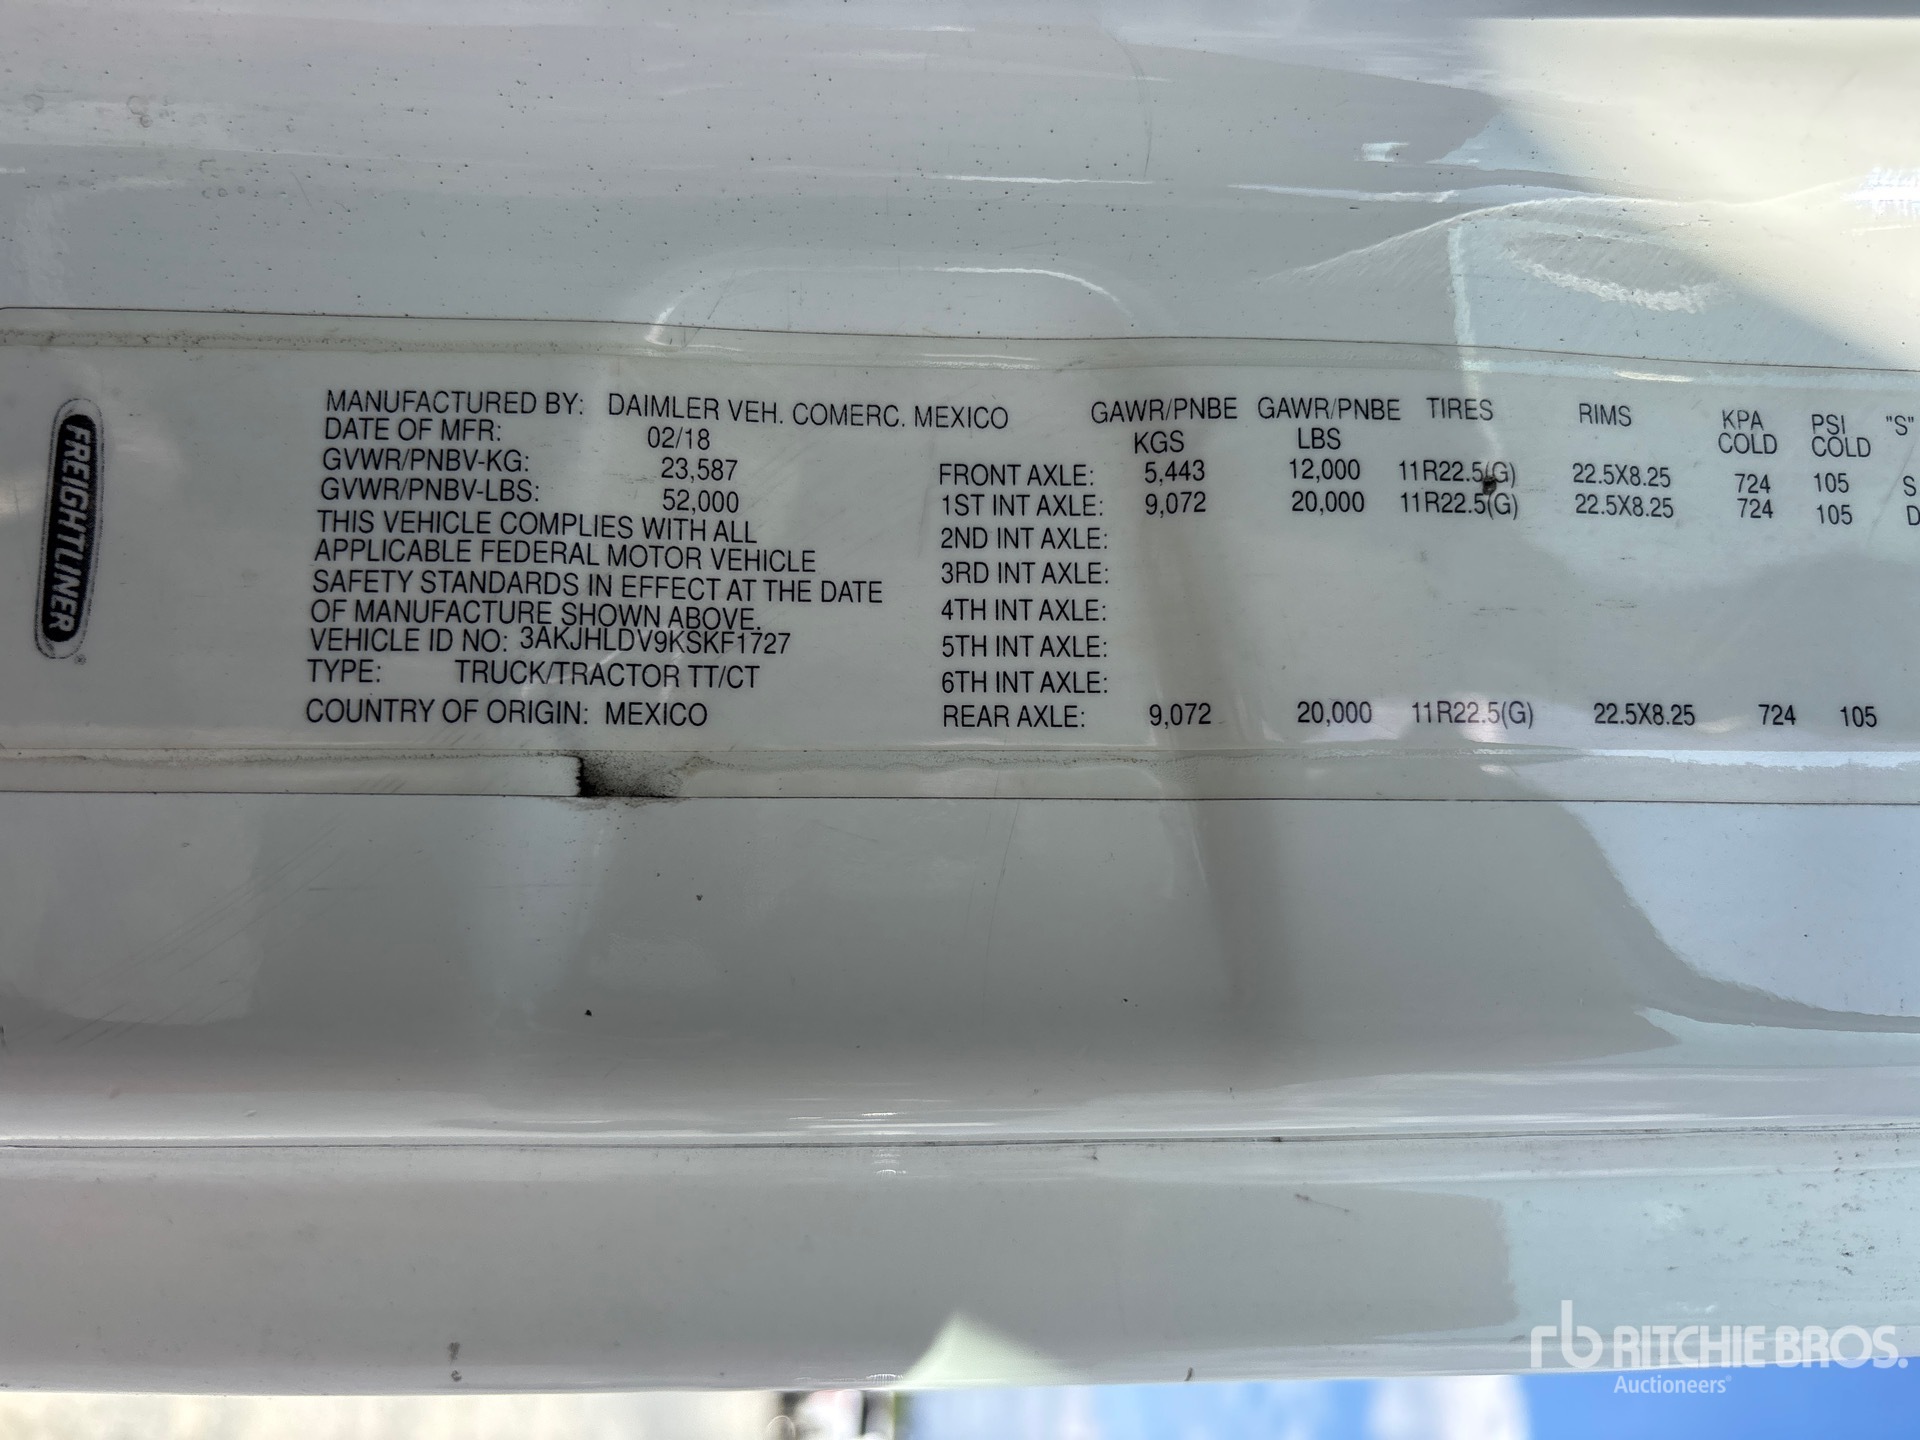 FREIGHTLINER
MANUFACTURED BY: DAIMLER VEH. COMERC. MEXICO
DATE OF MFR: 02/18
GVWR/PNBV-KG: 23,587
GVWR/PNBV-LBS: 52,000
THIS VEHICLE COMPLIES WITH ALL
APPLICABLE FEDERAL MOTOR VEHICLE
SAFETY STANDARDS IN EFFECT AT THE DATE
OF MANUFACTURE SHOWN ABOVE.
VEHICLE ID NO: 3AKJHLDV9KSKF1727
TYPE: TRUCK/TRACTOR TT/CT
COUNTRY OF ORIGIN: MEXICO
GAWR/PNBE GAWR/PNBE TIRES RIMS KPA PSI "S"
KGS LBS COLD COLD
FRONT AXLE: 5,443 12,000 11R22.5(G) 22.5X8.25 724 105 S
1ST INT AXLE: 9,072 20,000 11R22.5(G) 22.5X8.25 724 105 D
2ND INT AXLE:
3RD INT AXLE:
4TH INT AXLE:
5TH INT AXLE:
6TH INT AXLE:
REAR AXLE: 9,072 20,000 11R22.5(G) 22.5X8.25 724 105
rb RITCHIE BROS.
Auctioneers